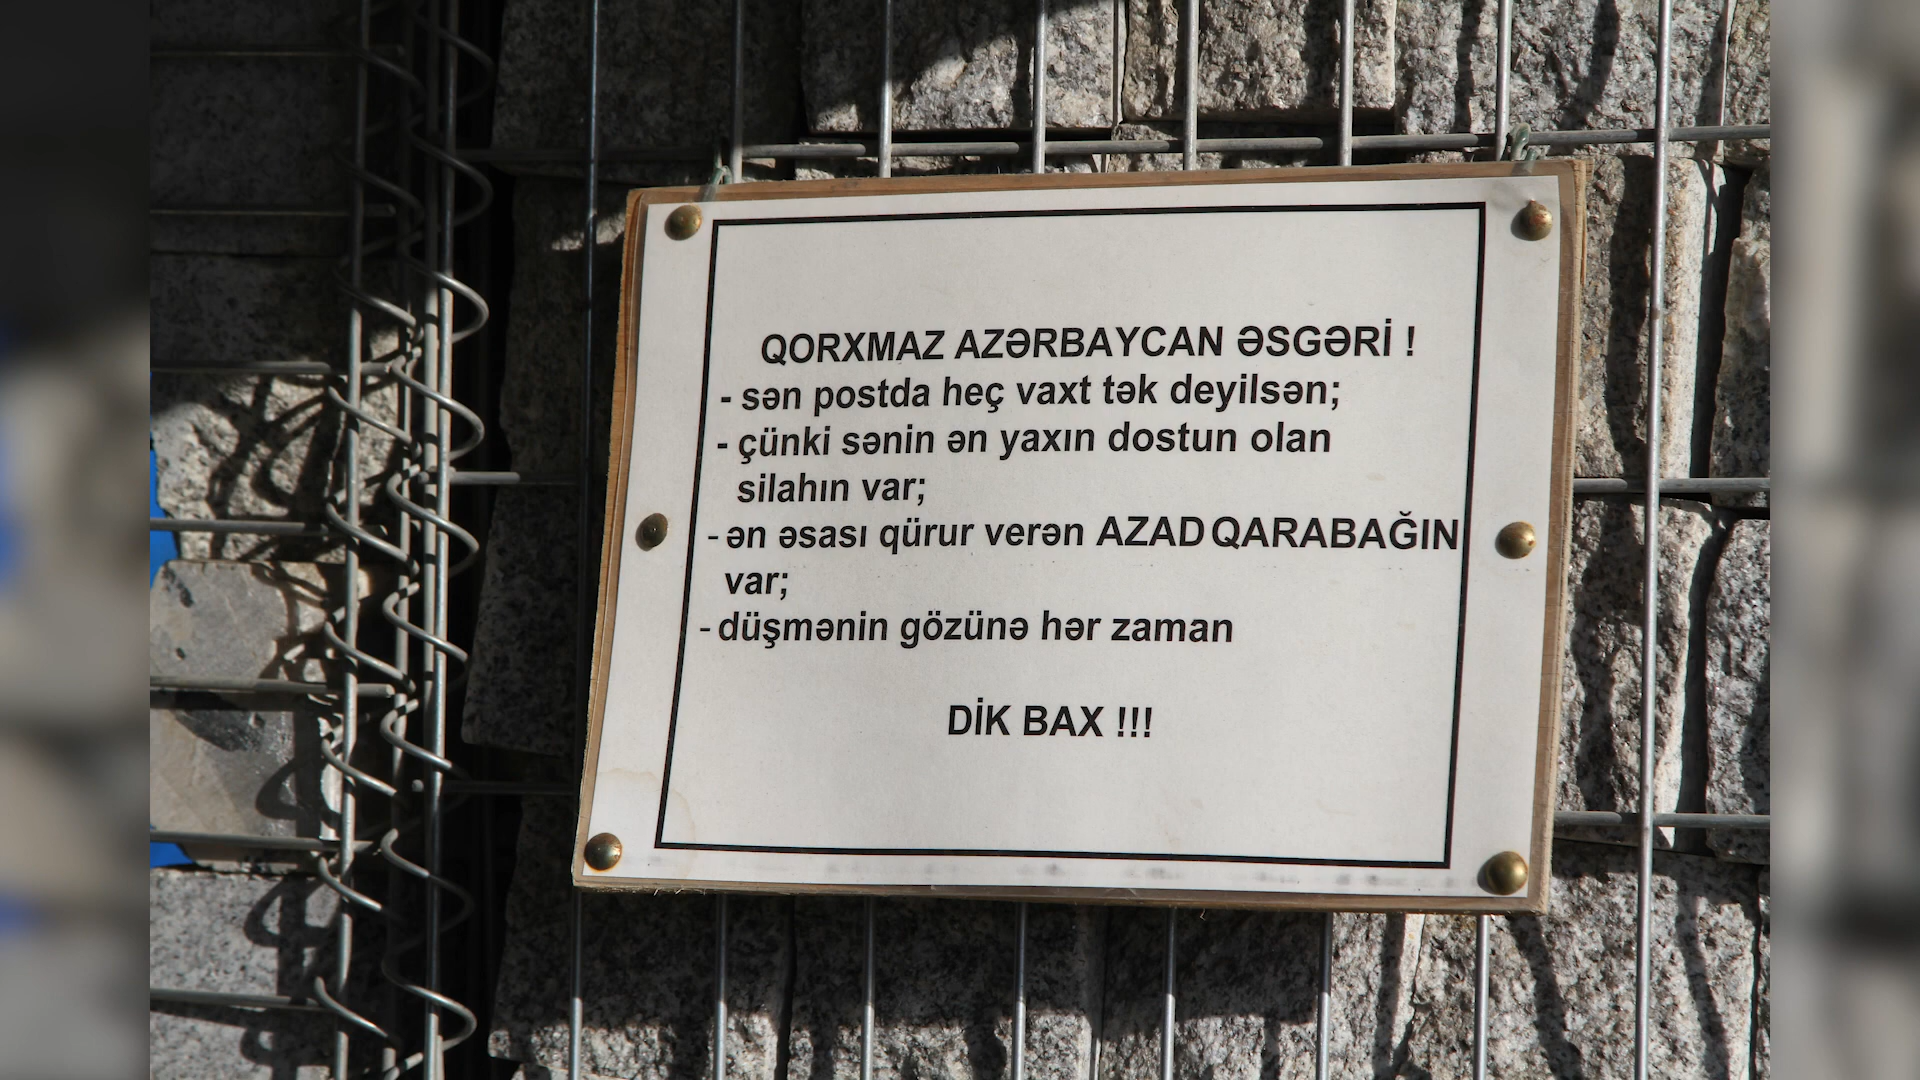 QORXMAZ AZƏRBAYCAN ƏSGƏRİ !
- sən postda heç vaxt tək deyilsən;
- çünki sənin ən yaxın dostun olan
silahın var;
- ən əsası qürur verən AZAD QARABAĞIN
var;
- düşmənin gözünə hər zaman
DİK BAX !!!